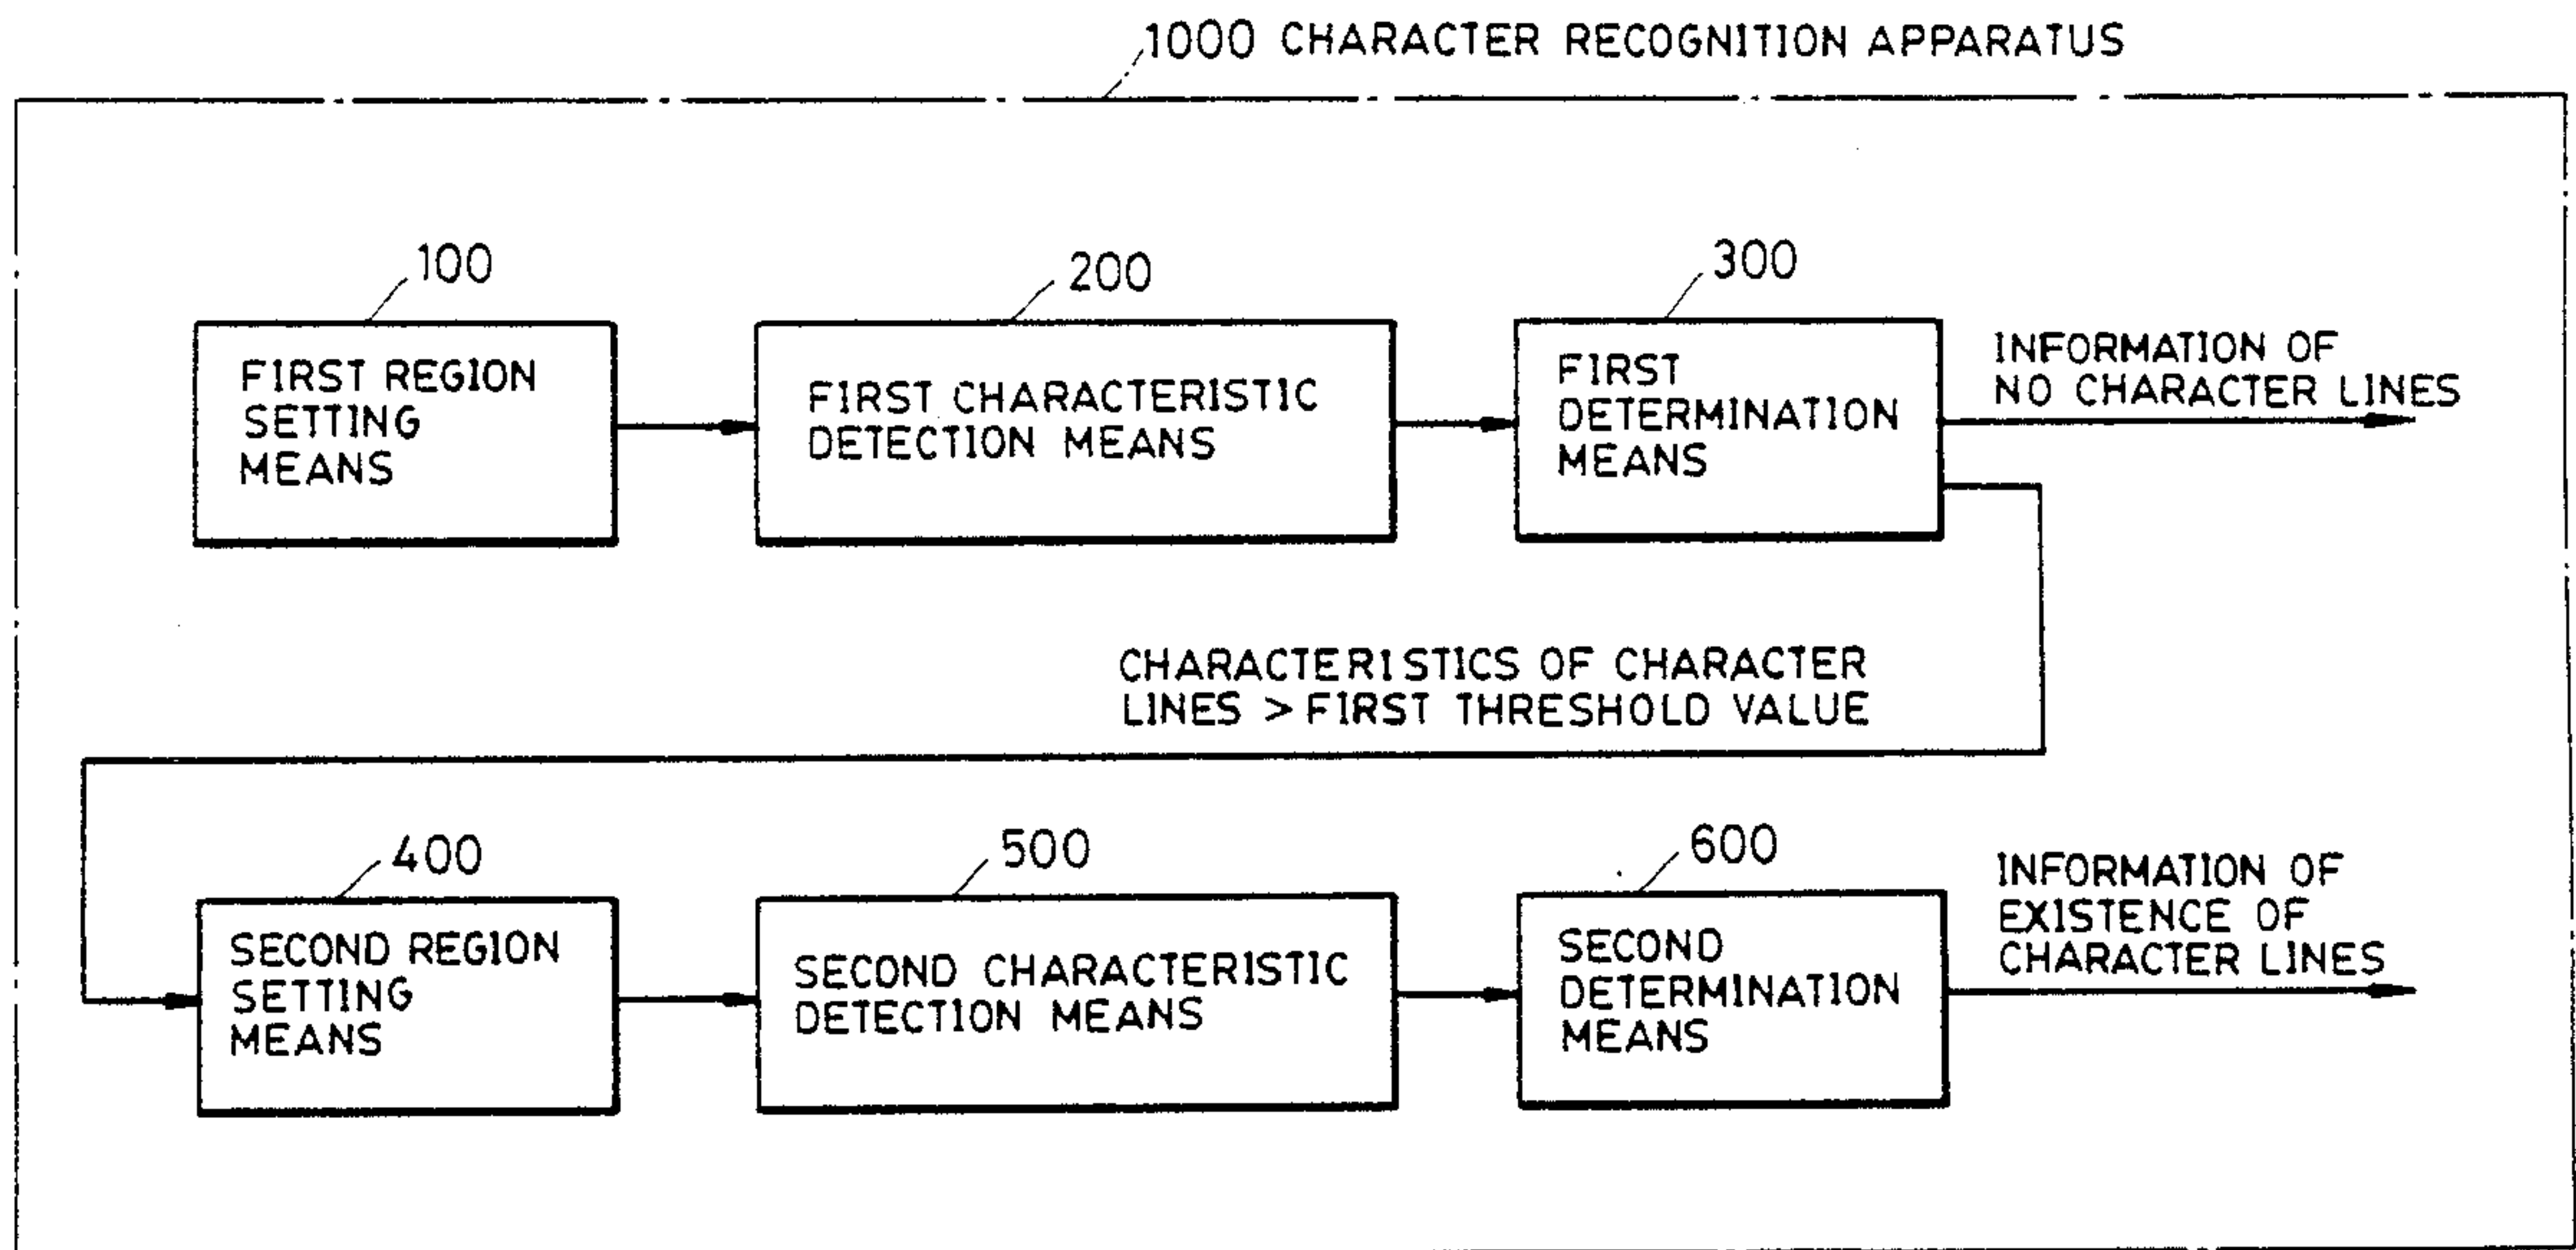 1000 CHARACTER RECOGNITION APPARATUS
100
FIRST REGION
SETTING
MEANS
200
FIRST CHARACTERISTIC
DETECTION MEANS
300
FIRST
DETERMINATION
MEANS
INFORMATION OF
NO CHARACTER LINES
CHARACTERISTICS OF CHARACTER
LINES > FIRST THRESHOLD VALUE
400
SECOND REGION
SETTING
MEANS
500
SECOND CHARACTERISTIC
DETECTION MEANS
600
SECOND
DETERMINATION
MEANS
INFORMATION OF
EXISTENCE OF
CHARACTER LINES